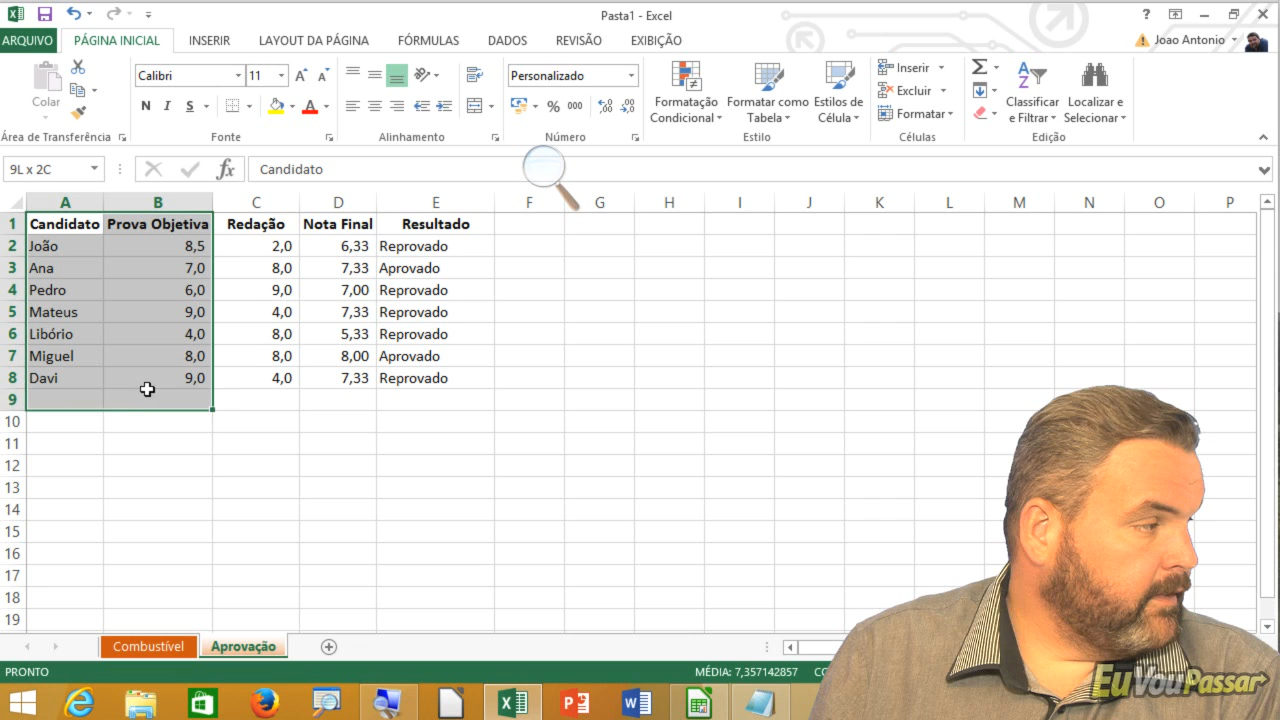 Pasta1 - Excel
ARQUIVO PÁGINA INICIAL INSERIR LAYOUT DA PÁGINA FÓRMULAS DADOS REVISÃO EXIBIÇÃO Joao Antonio
Colar
Calibri 11
N I S
Personalizado
% 000
Formatação Condicional
Formatar como Tabela
Estilos de Célula
Inserir
Excluir
Formatar
Classificar e Filtrar
Localizar e Selecionar
Área de Transferência Fonte Alinhamento Número Estilo Células Edição
9L x 2C fx Candidato
A B C D E F G H I J K L M N O P
1 Candidato Prova Objetiva Redação Nota Final Resultado
2 João 8,5 2,0 6,33 Reprovado
3 Ana 7,0 8,0 7,33 Aprovado
4 Pedro 6,0 9,0 7,00 Reprovado
5 Mateus 9,0 4,0 7,33 Reprovado
6 Libório 4,0 8,0 5,33 Reprovado
7 Miguel 8,0 8,0 8,00 Aprovado
8 Davi 9,0 4,0 7,33 Reprovado
9
10
11
12
13
14
15
16
17
18
19
Combustível Aprovação
PRONTO MÉDIA: 7,357142857
EuVouPassar